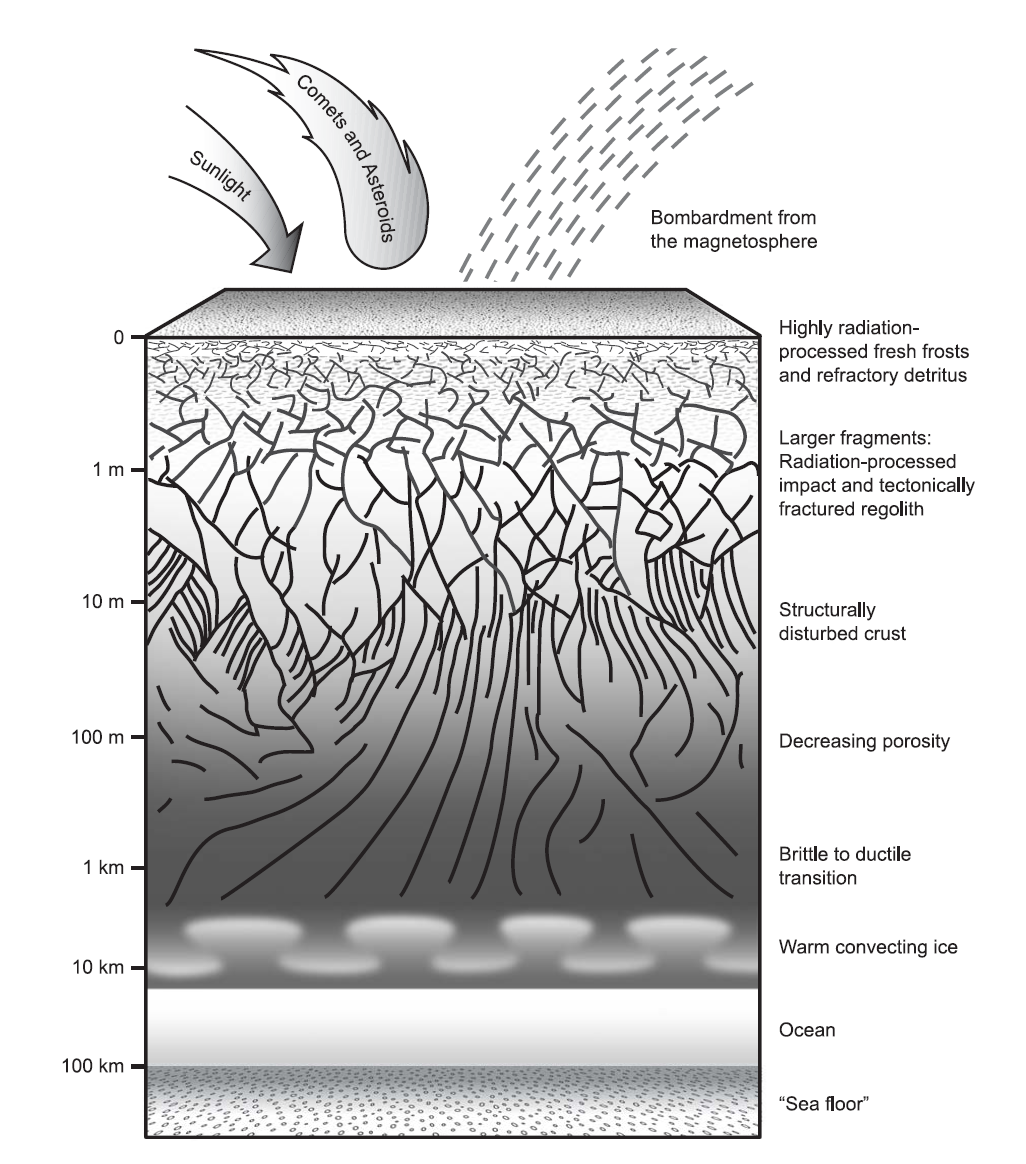 Comets and Asteroids
Sunlight
Bombardment from
the magnetosphere
0
Highly radiation-
processed fresh frosts
and refractory detritus
Larger fragments:
1 m
Radiation-processed
impact and tectonically
fractured regolith
10 m
Structurally
disturbed crust
100 m
Decreasing porosity
1 km
Brittle to ductile
transition
Warm convecting ice
10 km
Ocean
100 km
“Sea floor”